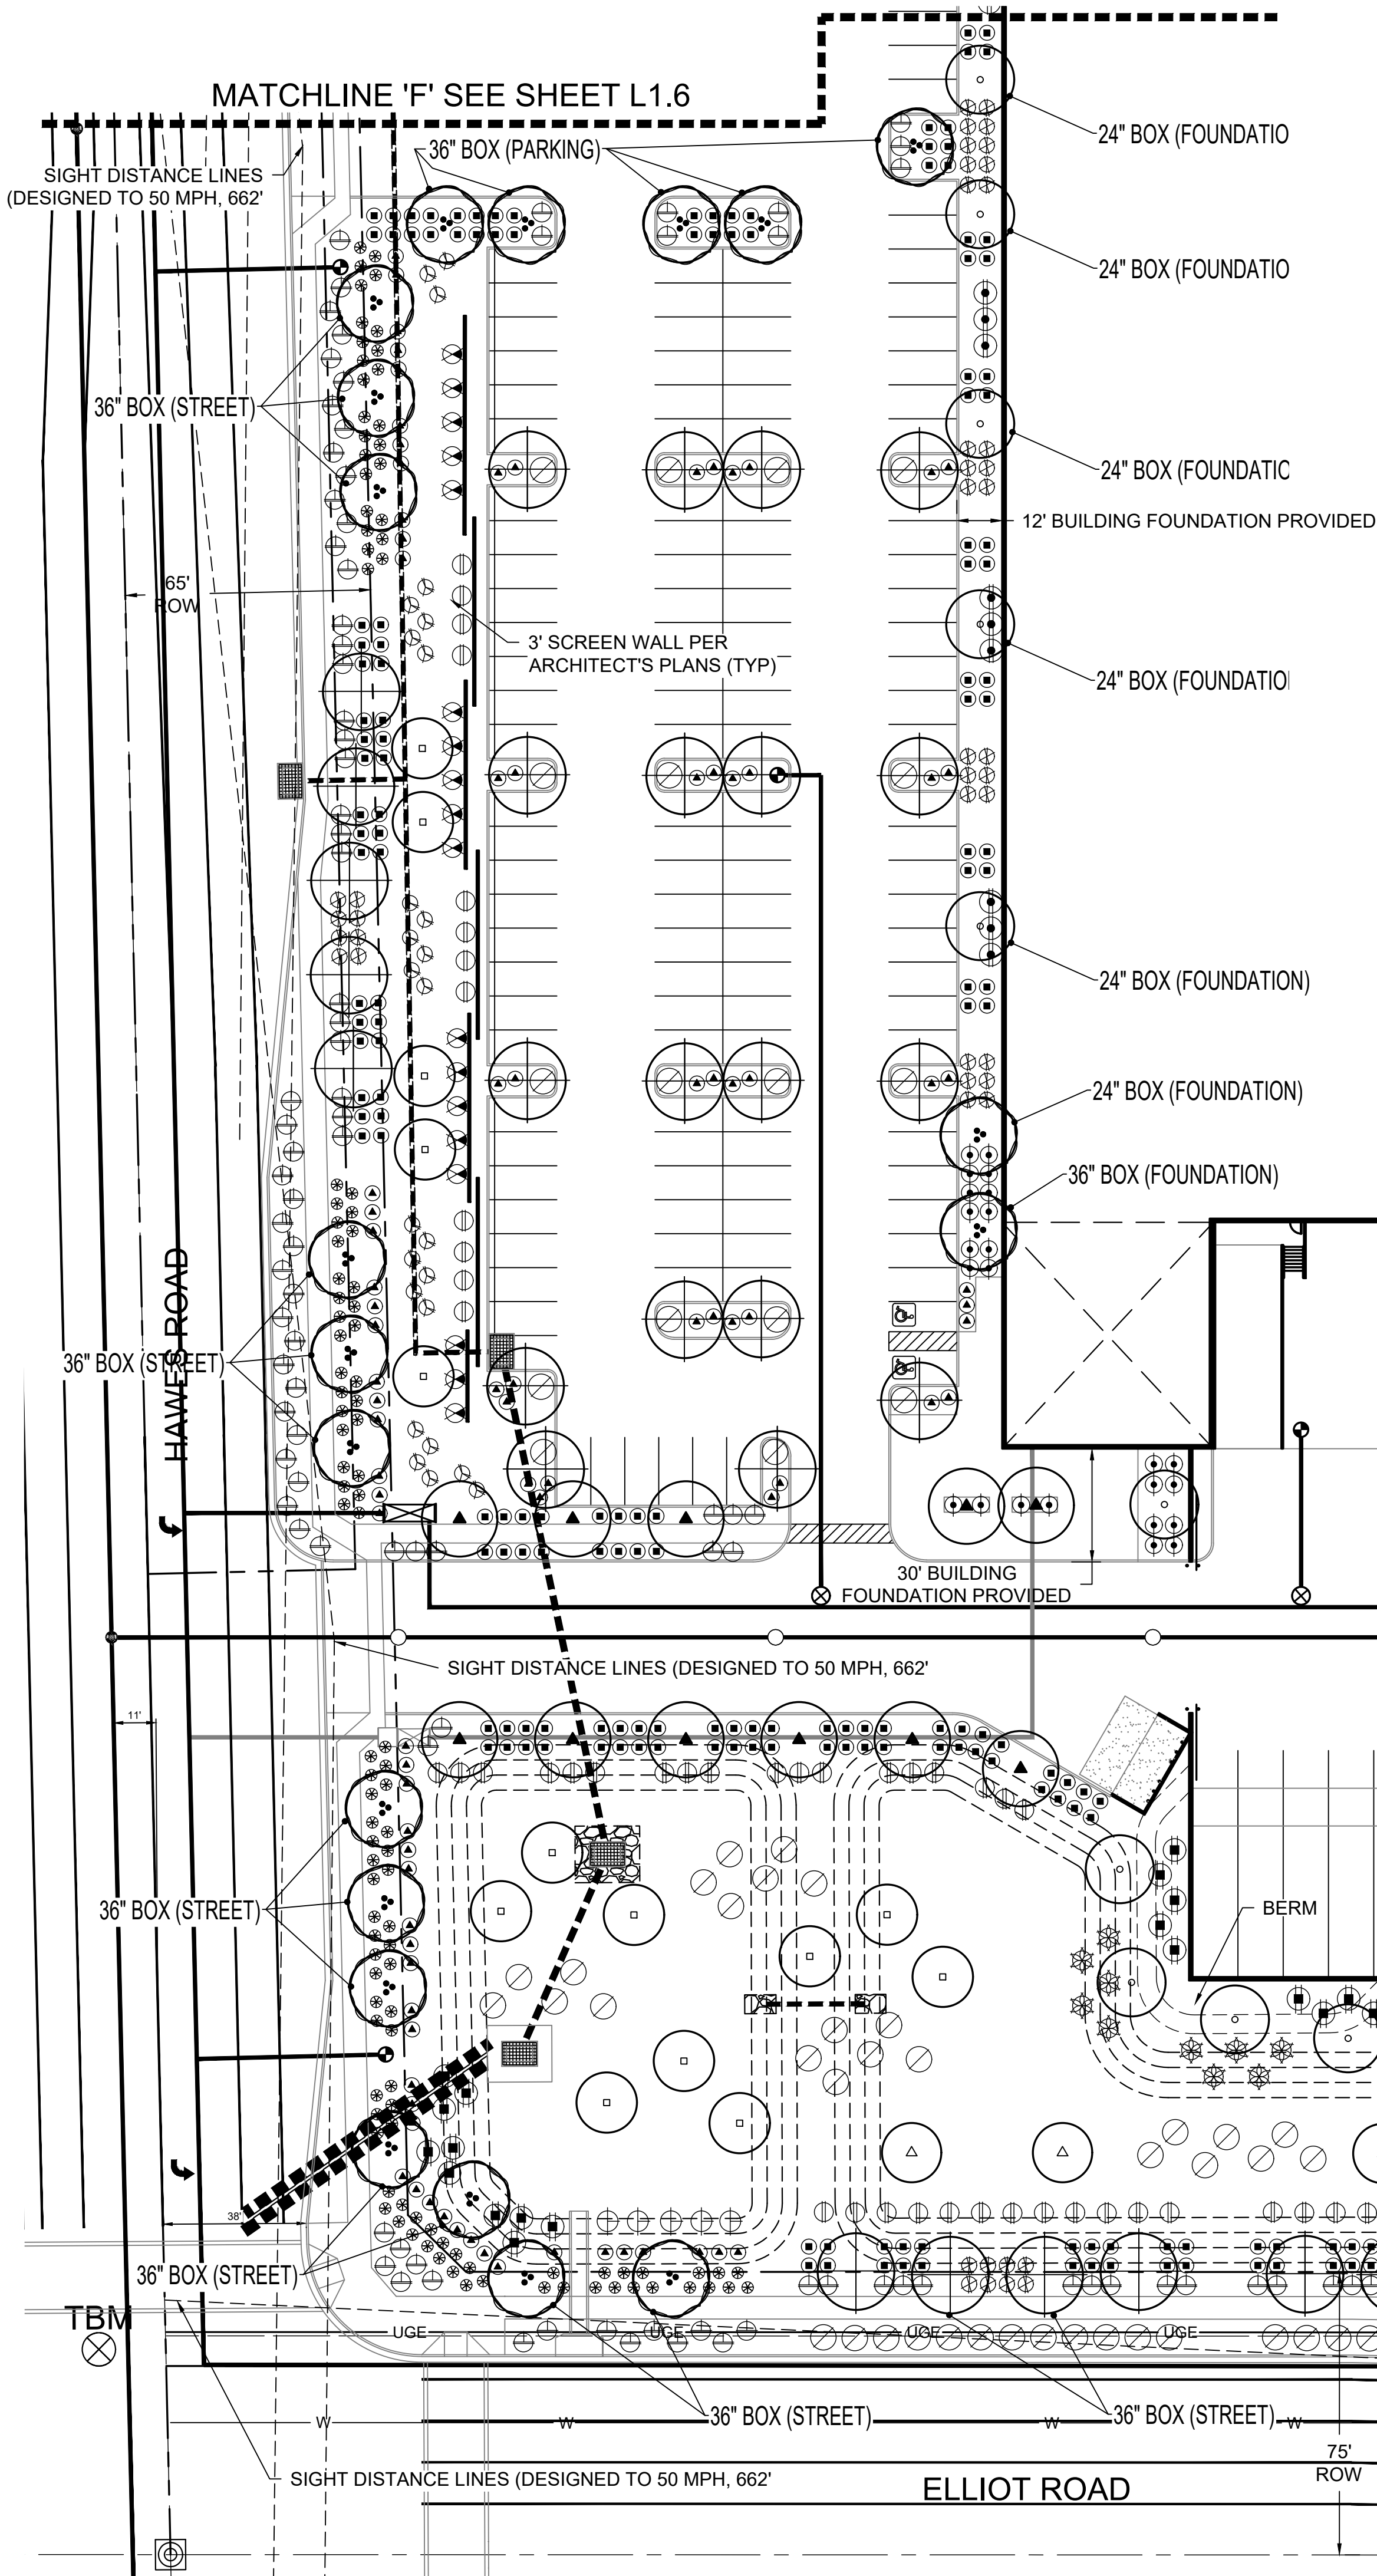 MATCHLINE 'F' SEE SHEET L1.6
24" BOX (FOUNDATIO
36" BOX (PARKING)
SIGHT DISTANCE LINES
(DESIGNED TO 50 MPH, 662'
24" BOX (FOUNDATIO
36" BOX (STREET)
24" BOX (FOUNDATIC
12' BUILDING FOUNDATION PROVIDED
65'
ROW
3' SCREEN WALL PER
ARCHITECT'S PLANS (TYP)
24" BOX (FOUNDATIO
24" BOX (FOUNDATION)
24" BOX (FOUNDATION)
36" BOX (FOUNDATION)
HAWES ROAD
36" BOX (STREET)
30' BUILDING
FOUNDATION PROVIDED
SIGHT DISTANCE LINES (DESIGNED TO 50 MPH, 662'
11'
36" BOX (STREET)
BERM
38'
36" BOX (STREET)
TBM
UGE
UGE
UGE
UGE
36" BOX (STREET)
36" BOX (STREET)
W
W
W
W
75'
ROW
SIGHT DISTANCE LINES (DESIGNED TO 50 MPH, 662'
ELLIOT ROAD